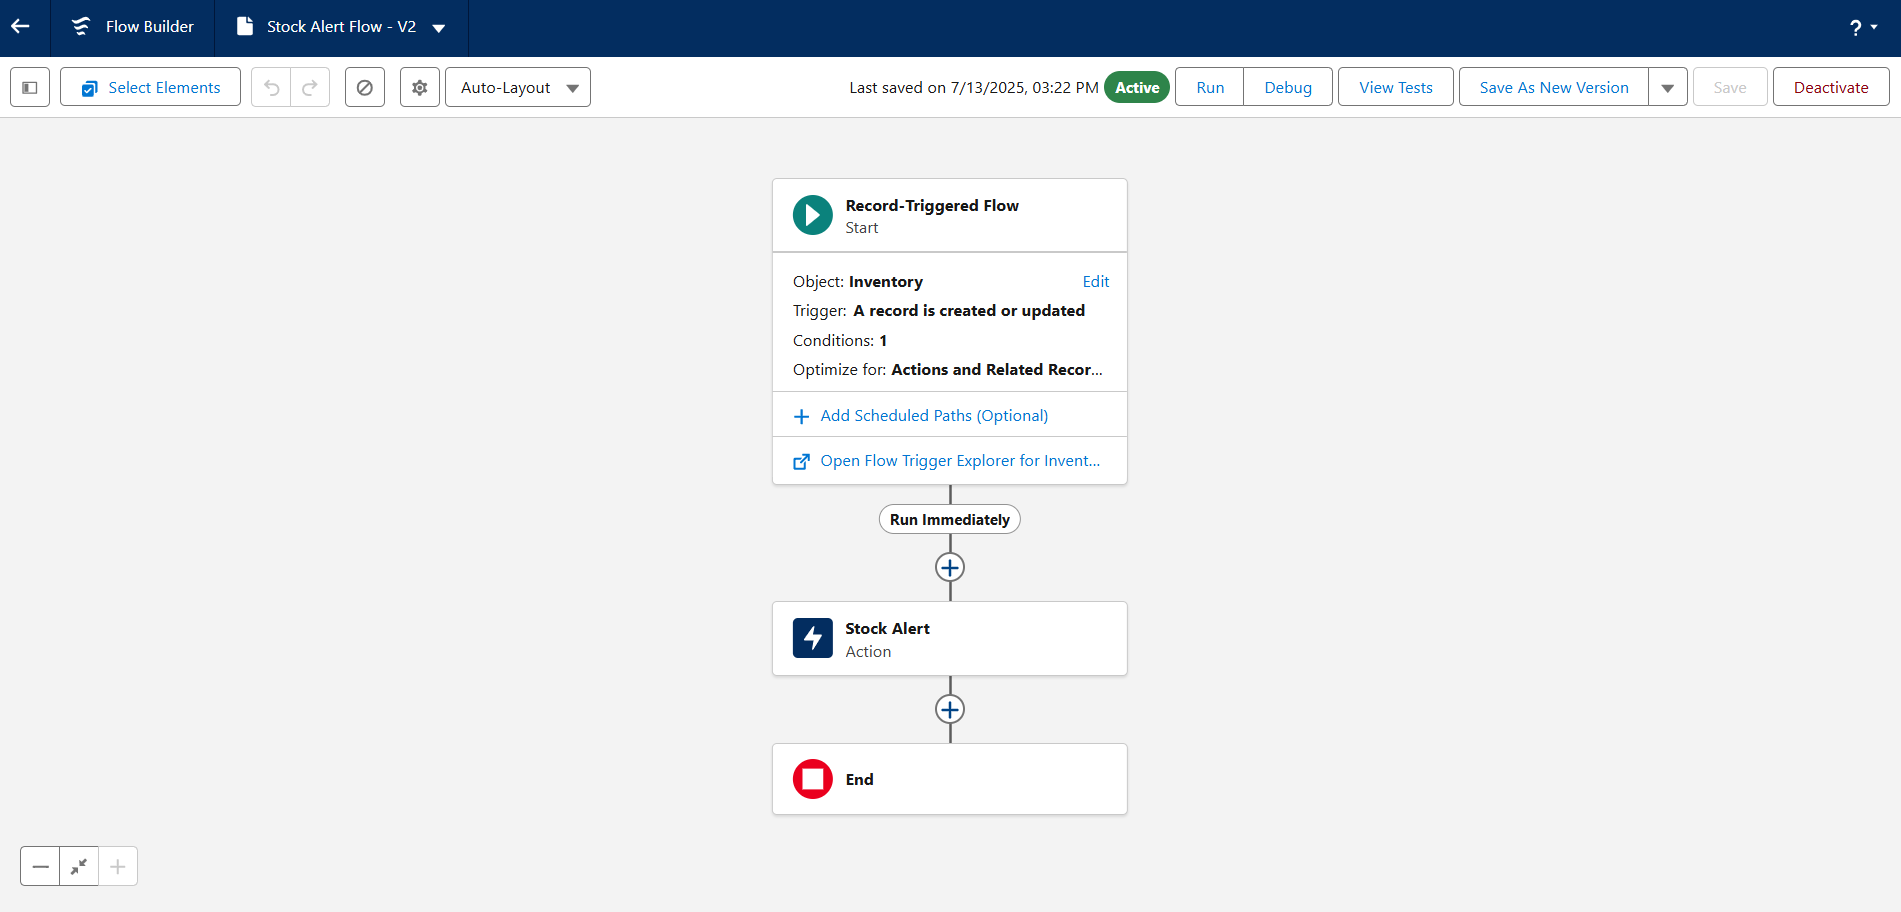 Flow Builder
Stock Alert Flow - V2
?
Select Elements
Auto-Layout
Last saved on 7/13/2025, 03:22 PM
Active
Run
Debug
View Tests
Save As New Version
Save
Deactivate
Record-Triggered Flow
Start
Object: Inventory
Edit
Trigger: A record is created or updated
Conditions: 1
Optimize for: Actions and Related Recor...
Add Scheduled Paths (Optional)
Open Flow Trigger Explorer for Invent...
Run Immediately
Stock Alert
Action
End